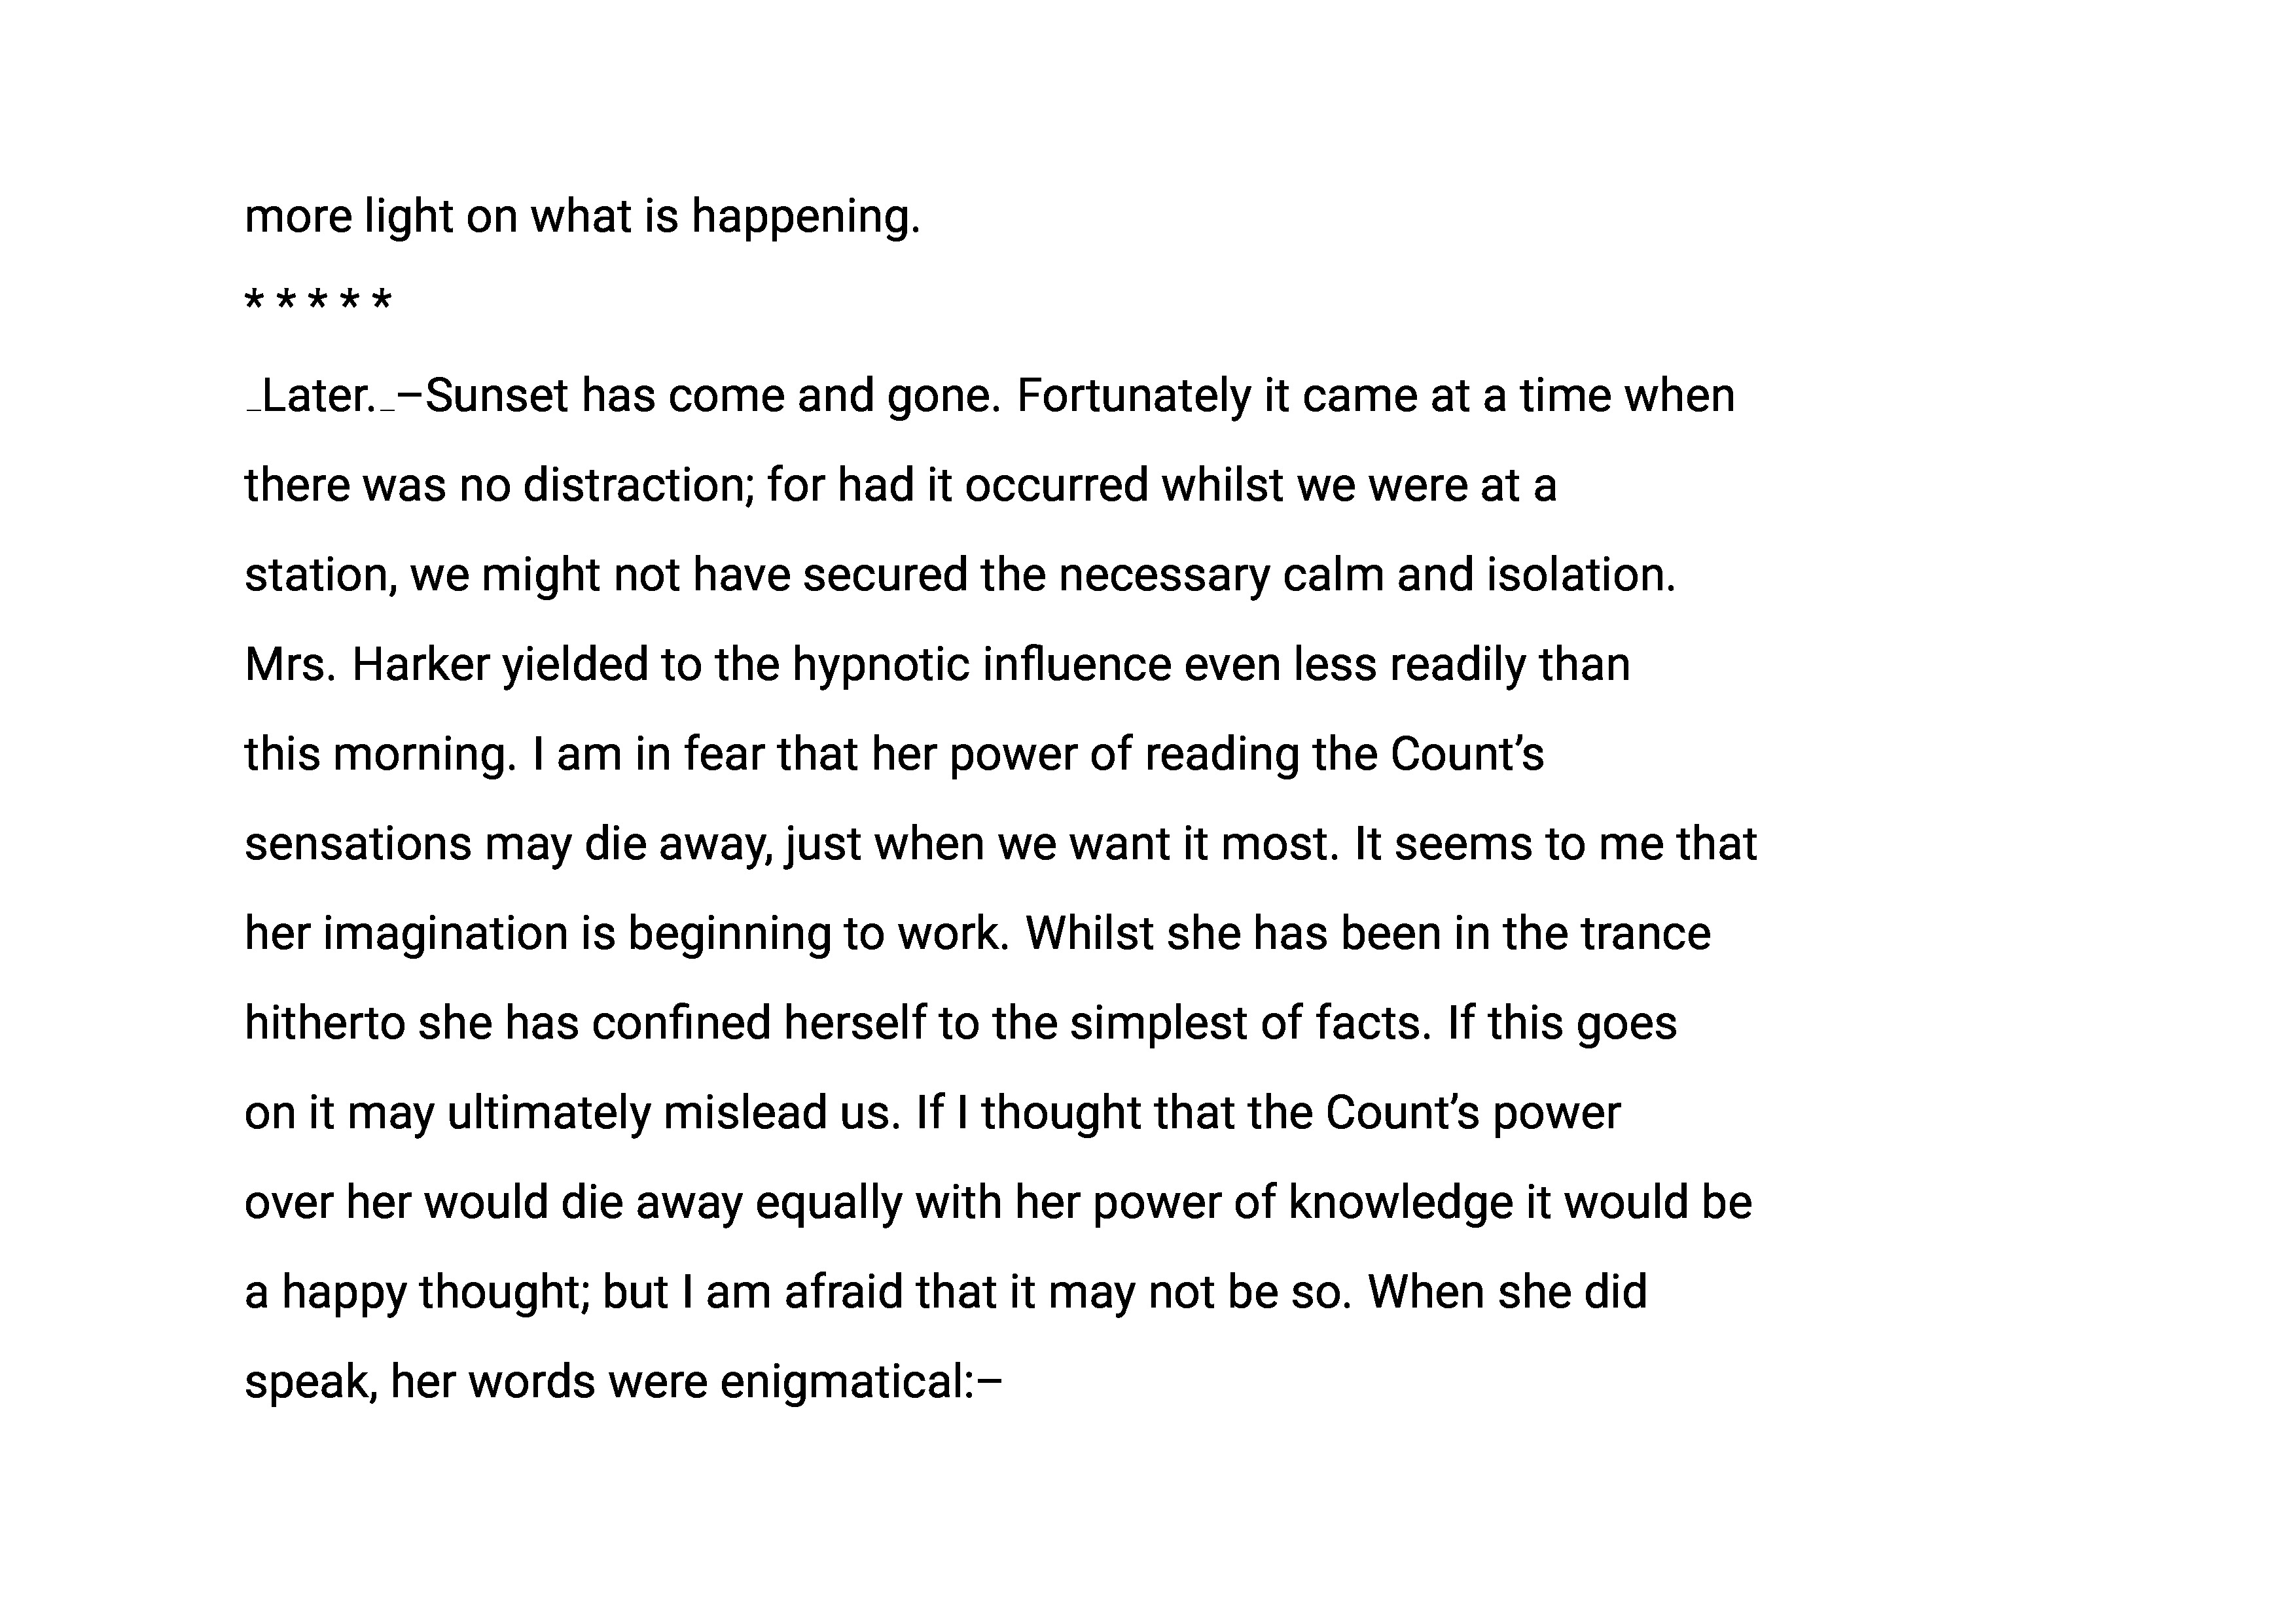 more light on what is happening.
* * * * *
_Later._–Sunset has come and gone. Fortunately it came at a time when
there was no distraction; for had it occurred whilst we were at a
station, we might not have secured the necessary calm and isolation.
Mrs. Harker yielded to the hypnotic influence even less readily than
this morning. I am in fear that her power of reading the Count’s
sensations may die away, just when we want it most. It seems to me that
her imagination is beginning to work. Whilst she has been in the trance
hitherto she has confined herself to the simplest of facts. If this goes
on it may ultimately mislead us. If I thought that the Count’s power
over her would die away equally with her power of knowledge it would be
a happy thought; but I am afraid that it may not be so. When she did
speak, her words were enigmatical:–